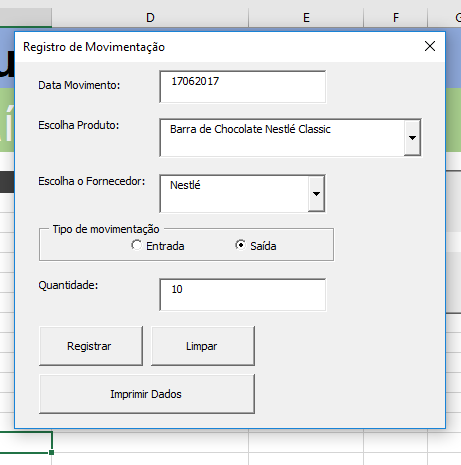 D
E
F
G
Registro de Movimentação
Data Movimento:
17062017
Escolha Produto:
Barra de Chocolate Nestlé Classic
Escolha o Fornecedor:
Nestlé
Tipo de movimentação
Entrada
Saída
Quantidade:
10
Registrar
Limpar
Imprimir Dados